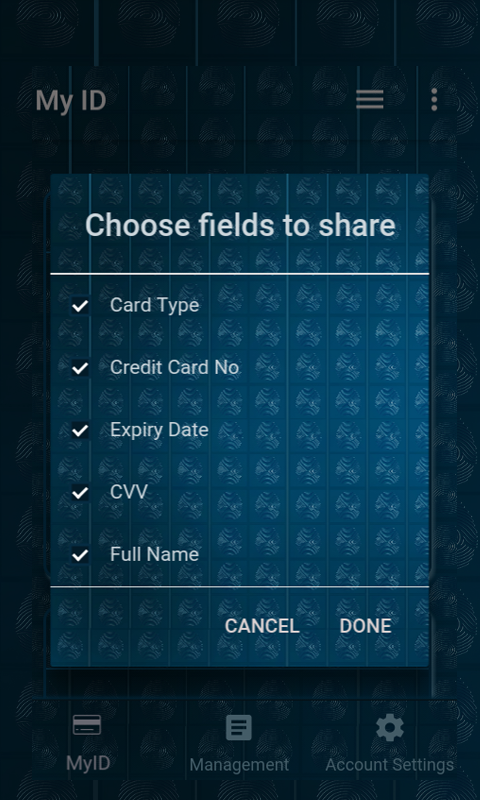 My ID
Choose fields to share
Card Type
Credit Card No
Expiry Date
CVV
Full Name
CANCEL DONE
MyID Management Account Settings